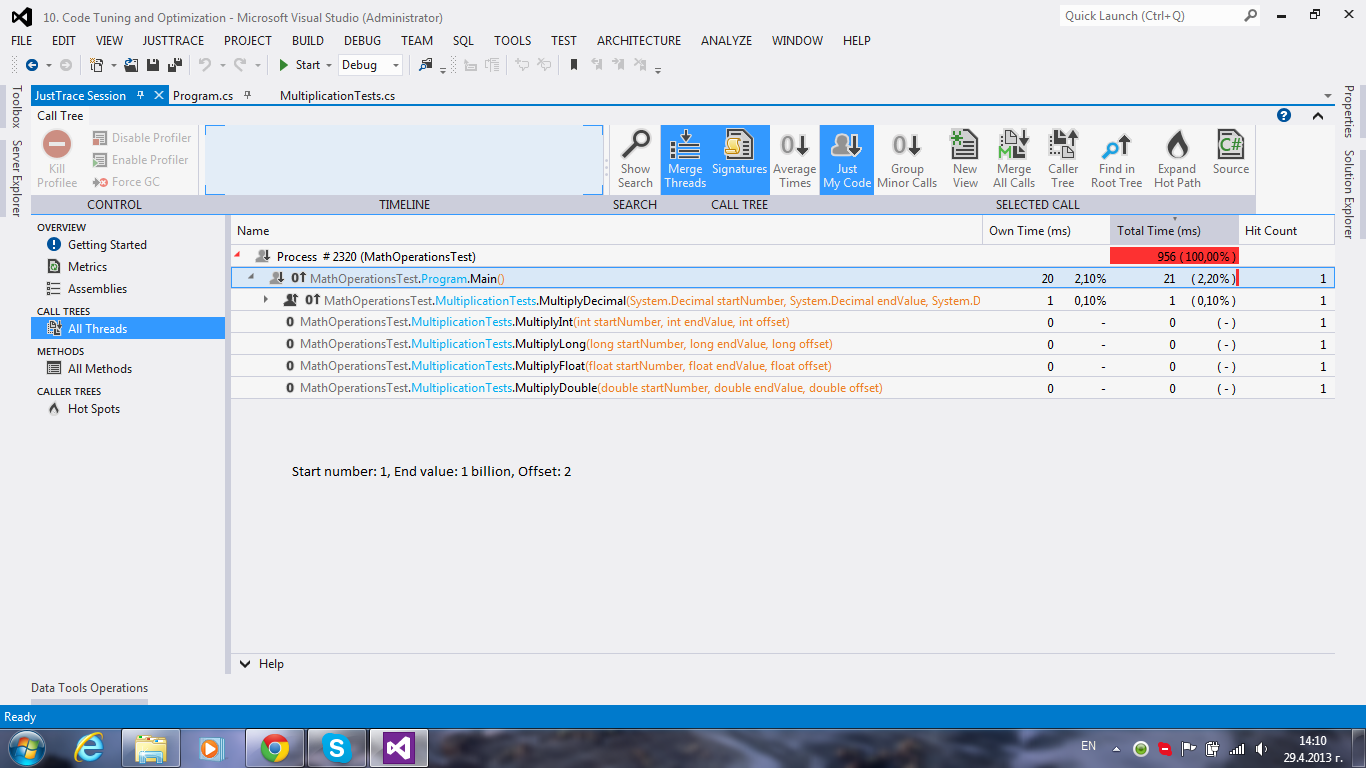 10. Code Tuning and Optimization - Microsoft Visual Studio (Administrator)
Quick Launch (Ctrl+Q)
FILE EDIT VIEW JUSTTRACE PROJECT BUILD DEBUG TEAM SQL TOOLS TEST ARCHITECTURE ANALYZE WINDOW HELP
Start Debug
Toolbox
Server Explorer
JustTrace Session Program.cs MultiplicationTests.cs
Properties
Solution Explorer
Call Tree
Kill Profilee
Disable Profiler
Enable Profiler
Force GC
Show Search
Merge Threads
Signatures
Average Times
Just My Code
Group Minor Calls
New View
Merge All Calls
Caller Tree
Find in Root Tree
Expand Hot Path
Source
CONTROL TIMELINE SEARCH CALL TREE SELECTED CALL
OVERVIEW
Getting Started
Metrics
Assemblies
CALL TREES
All Threads
METHODS
All Methods
CALLER TREES
Hot Spots
Name Own Time (ms) Total Time (ms) Hit Count
Process # 2320 (MathOperationsTest) 956 (100,00% )
MathOperationsTest.Program.Main() 20 2,10% 21 ( 2,20% ) 1
MathOperationsTest.MultiplicationTests.MultiplyDecimal(System.Decimal startNumber, System.Decimal endValue, System.D 1 0,10% 1 ( 0,10% ) 1
MathOperationsTest.MultiplicationTests.MultiplyInt(int startNumber, int endValue, int offset) 0 - 0 ( - ) 1
MathOperationsTest.MultiplicationTests.MultiplyLong(long startNumber, long endValue, long offset) 0 - 0 ( - ) 1
MathOperationsTest.MultiplicationTests.MultiplyFloat(float startNumber, float endValue, float offset) 0 - 0 ( - ) 1
MathOperationsTest.MultiplicationTests.MultiplyDouble(double startNumber, double endValue, double offset) 0 - 0 ( - ) 1
Start number: 1, End value: 1 billion, Offset: 2
Help
Data Tools Operations
Ready
EN
14:10
29.4.2013 г.